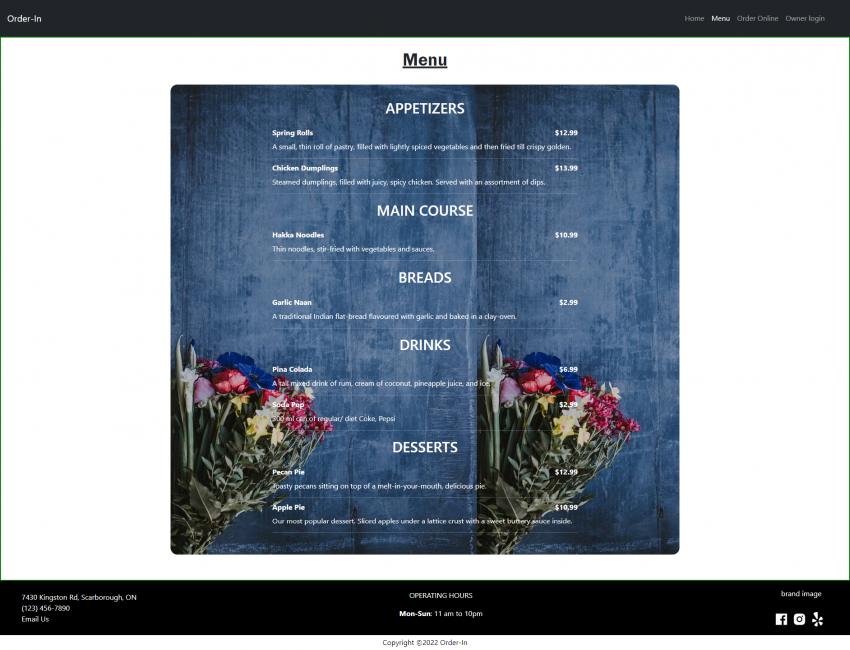 Order-In
Home Menu Order Online Owner login
Menu
APPETIZERS
Spring Rolls $12.99
A small, thin roll of pastry, filled with lightly spiced vegetables and then fried till crispy golden.
Chicken Dumplings $13.99
Steamed dumplings, filled with juicy, spicy chicken. Served with an assortment of dips.
MAIN COURSE
Hakka Noodles $10.99
Thin noodles, stir-fried with vegetables and sauces.
BREADS
Garlic Naan $2.99
A traditional Indian flat-bread flavoured with garlic and baked in a clay-oven.
DRINKS
Pina Colada $6.99
A tall mixed drink of rum, cream of coconut, pineapple juice, and ice.
Soda Pop $2.99
300 ml can of regular/ diet Coke, Pepsi
DESSERTS
Pecan Pie $12.99
Toasty pecans sitting on top of a melt-in-your-mouth, delicious pie.
Apple Pie $10.99
Our most popular dessert. Sliced apples under a lattice crust with a sweet buttery sauce inside.
7430 Kingston Rd, Scarborough, ON
(123) 456-7890
Email Us
OPERATING HOURS
Mon-Sun: 11 am to 10pm
brand image
Copyright ©2022 Order-In